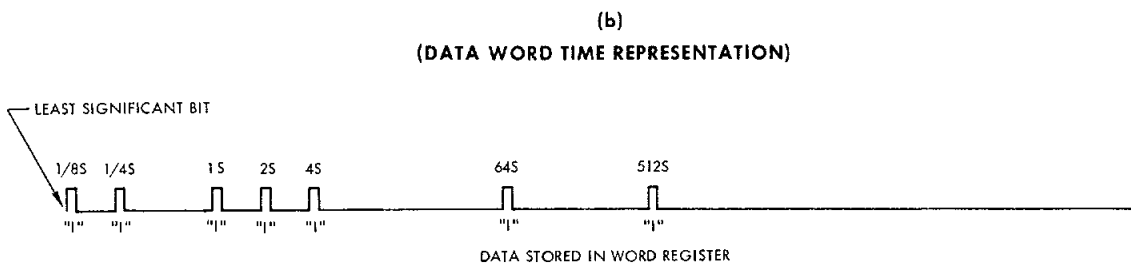 (b)
(DATA WORD TIME REPRESENTATION)
LEAST SIGNIFICANT BIT
1/8S 1/4S 1S 2S 4S 64S 512S
"1" "1" "1" "1" "1" "1" "1"
DATA STORED IN WORD REGISTER